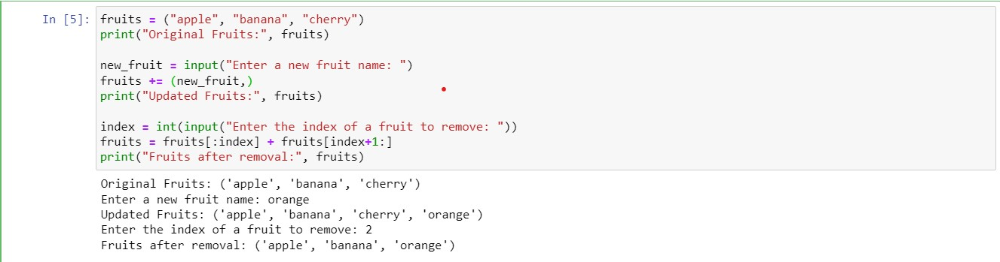 In [5]: fruits = ("apple", "banana", "cherry")
print("Original Fruits:", fruits)
new_fruit = input("Enter a new fruit name: ")
fruits += (new_fruit,)
print("Updated Fruits:", fruits)
index = int(input("Enter the index of a fruit to remove: "))
fruits = fruits[:index] + fruits[index+1:]
print("Fruits after removal:", fruits)
Original Fruits: ('apple', 'banana', 'cherry')
Enter a new fruit name: orange
Updated Fruits: ('apple', 'banana', 'cherry', 'orange')
Enter the index of a fruit to remove: 2
Fruits after removal: ('apple', 'banana', 'orange')